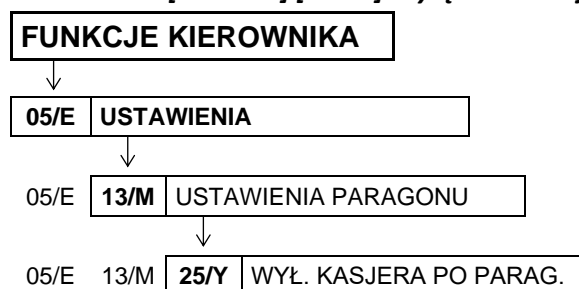 FUNKCJE KIEROWNIKA
05/E USTAWIENIA
05/E 13/M USTAWIENIA PARAGONU
05/E 13/M 25/Y WYŁ. KASJERA PO PARAG.